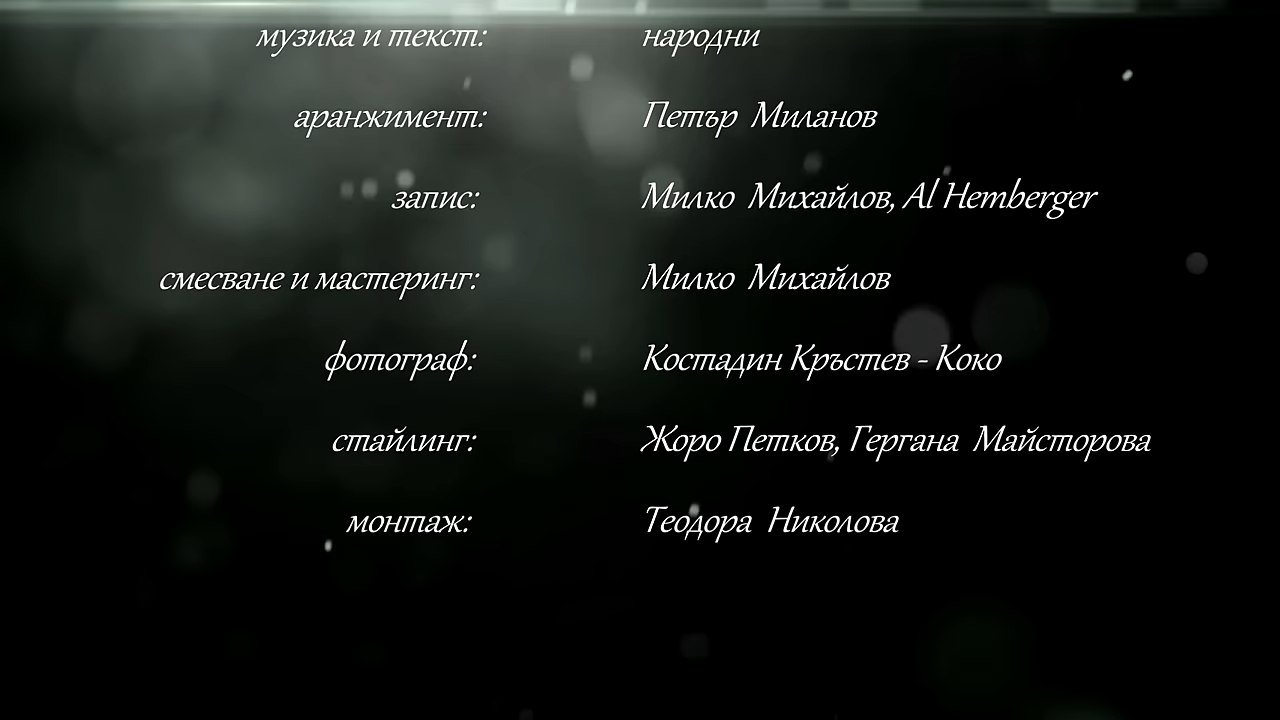 музика и текст: народни
аранжимент: Петър Миланов
запис: Милко Михайлов, Al Hemberger
смесване и мастеринг: Милко Михайлов
фотограф: Костадин Кръстев - Коко
стайлинг: Жоро Петков, Гергана Майсторова
монтаж: Теодора Николова